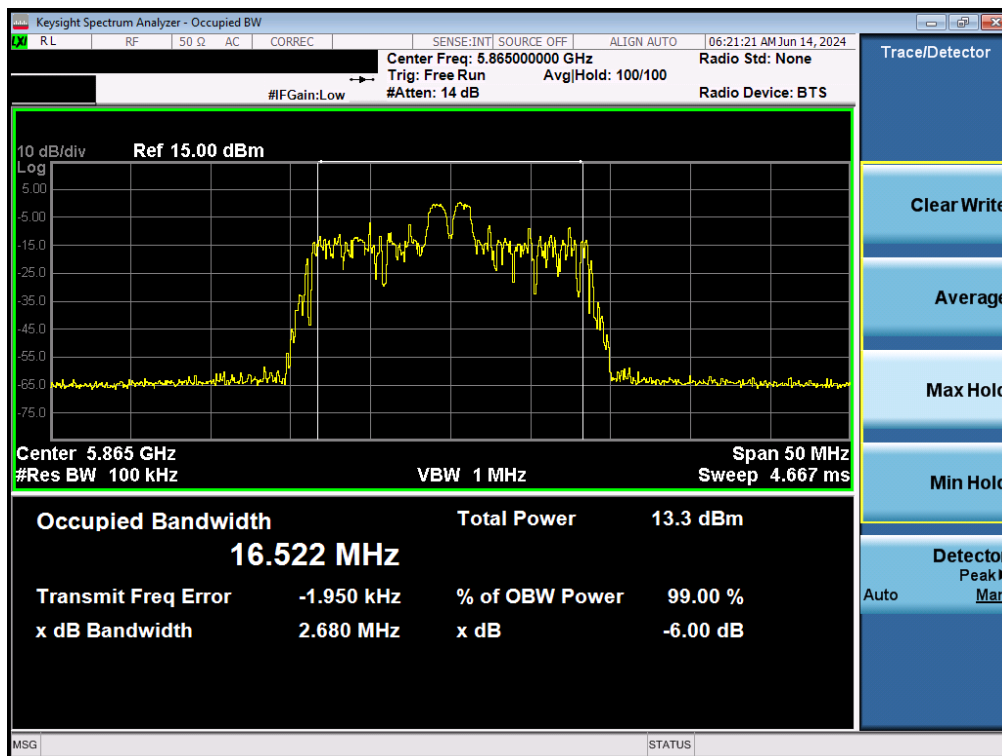 Keysight Spectrum Analyzer - Occupied BW
LXI RL RF 50 Ω AC CORREC SENSE:INT SOURCE OFF ALIGN AUTO 06:21:21 AM Jun 14, 2024
Center Freq: 5.865000000 GHz Radio Std: None
Trig: Free Run Avg|Hold: 100/100
#IFGain:Low #Atten: 14 dB Radio Device: BTS
Trace/Detector
10 dB/div Ref 15.00 dBm
Log
5.00
-5.00
-15.0
-25.0
-35.0
-45.0
-55.0
-65.0
-75.0
Center 5.865 GHz Span 50 MHz
#Res BW 100 kHz VBW 1 MHz Sweep 4.667 ms
Occupied Bandwidth Total Power 13.3 dBm
16.522 MHz
Transmit Freq Error -1.950 kHz % of OBW Power 99.00 %
x dB Bandwidth 2.680 MHz x dB -6.00 dB
Clear Write
Average
Max Hold
Min Hold
Detector
Peak
Auto Man
MSG STATUS